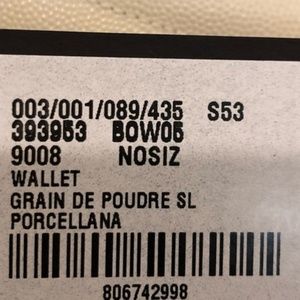 003/001/089/435 S53
393953 BOW05
9008 NOSIZ
WALLET
GRAIN DE POUDRE SL
PORCELLANA
806742998